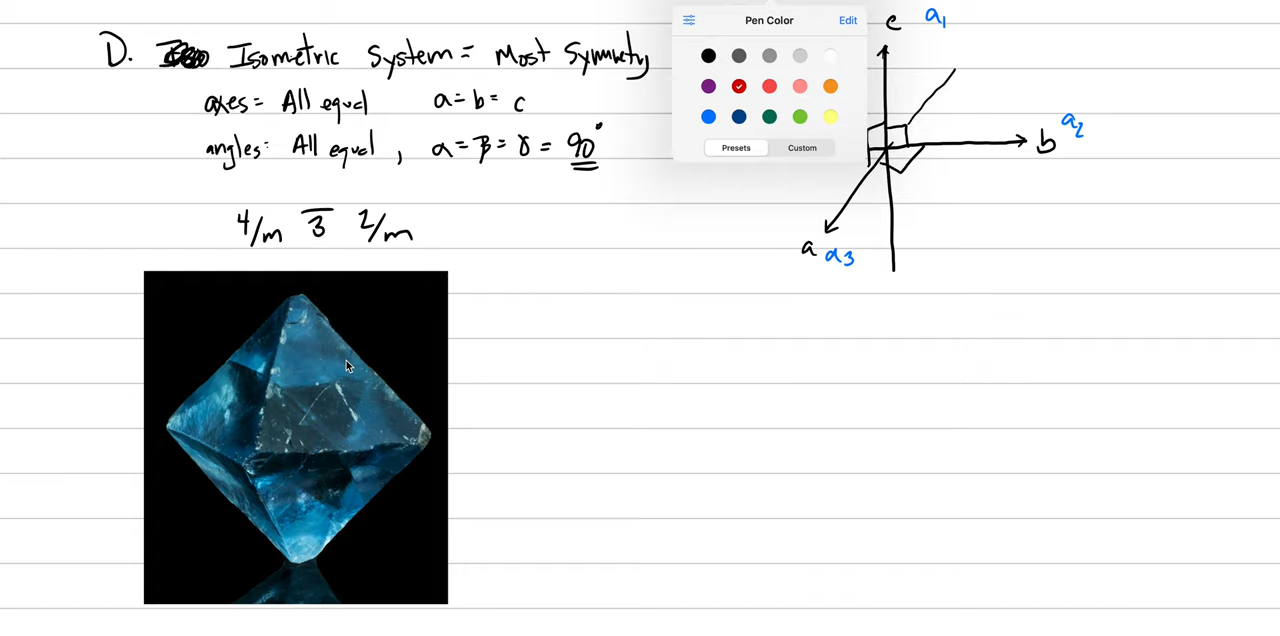 D. Isometric System = Most Symmetry
axes = All equal a = b = c
angles: All equal, α = β = γ = 90°
4/m 3̅ 2/m
Pen Color
Edit
Presets
Custom
c a1
b a2
a a3